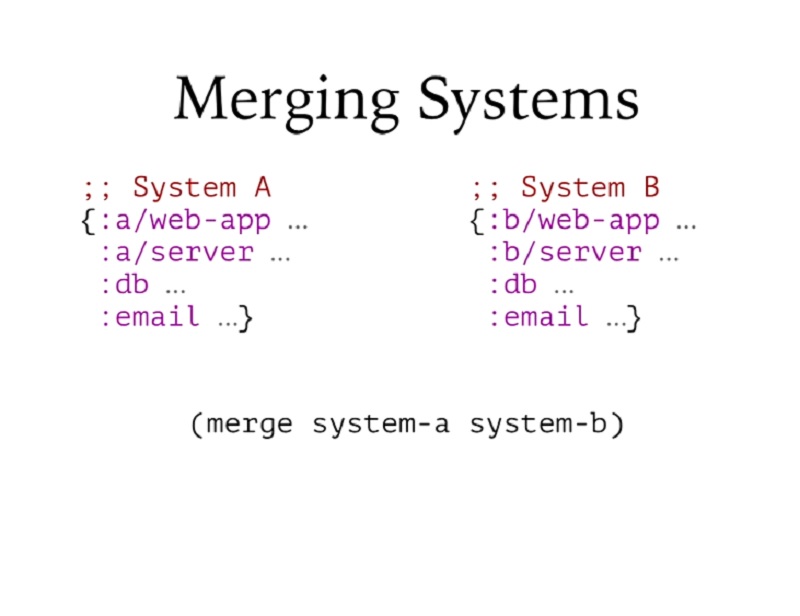 Merging Systems
;; System A
{:a/web-app ...
:a/server ...
:db ...
:email ...}
;; System B
{:b/web-app ...
:b/server ...
:db ...
:email ...}
(merge system-a system-b)